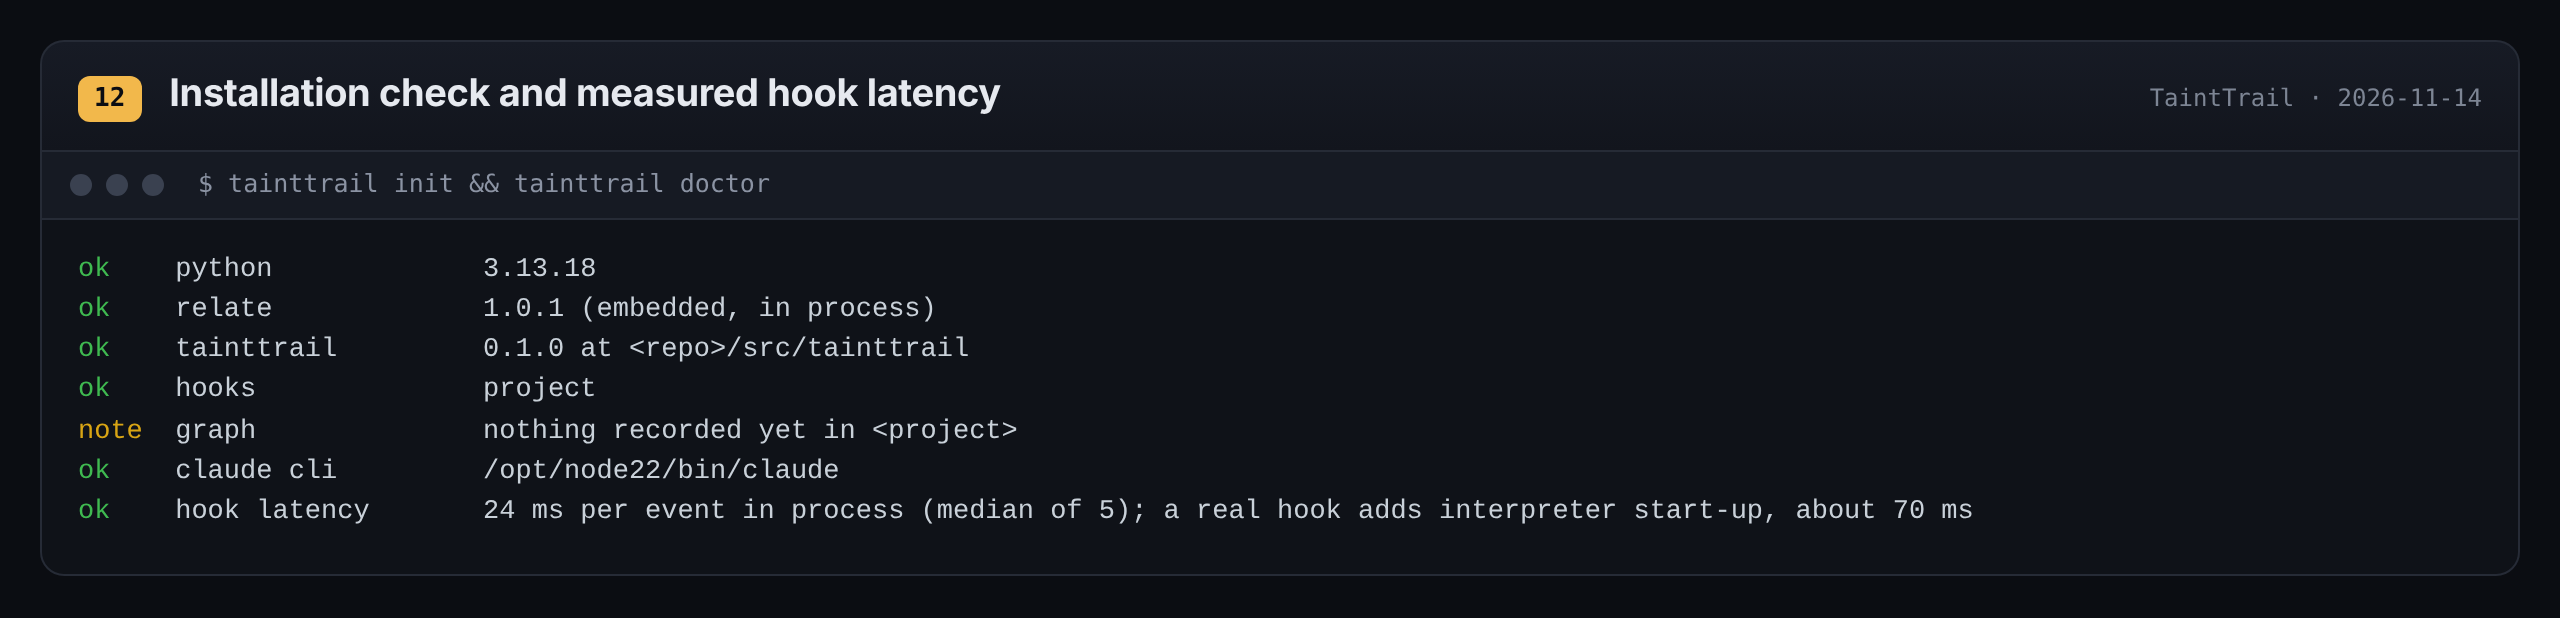 12 Installation check and measured hook latency TaintTrail · 2026-11-14
$ tainttrail init && tainttrail doctor
ok python 3.13.18
ok relate 1.0.1 (embedded, in process)
ok tainttrail 0.1.0 at <repo>/src/tainttrail
ok hooks project
note graph nothing recorded yet in <project>
ok claude cli /opt/node22/bin/claude
ok hook latency 24 ms per event in process (median of 5); a real hook adds interpreter start-up, about 70 ms